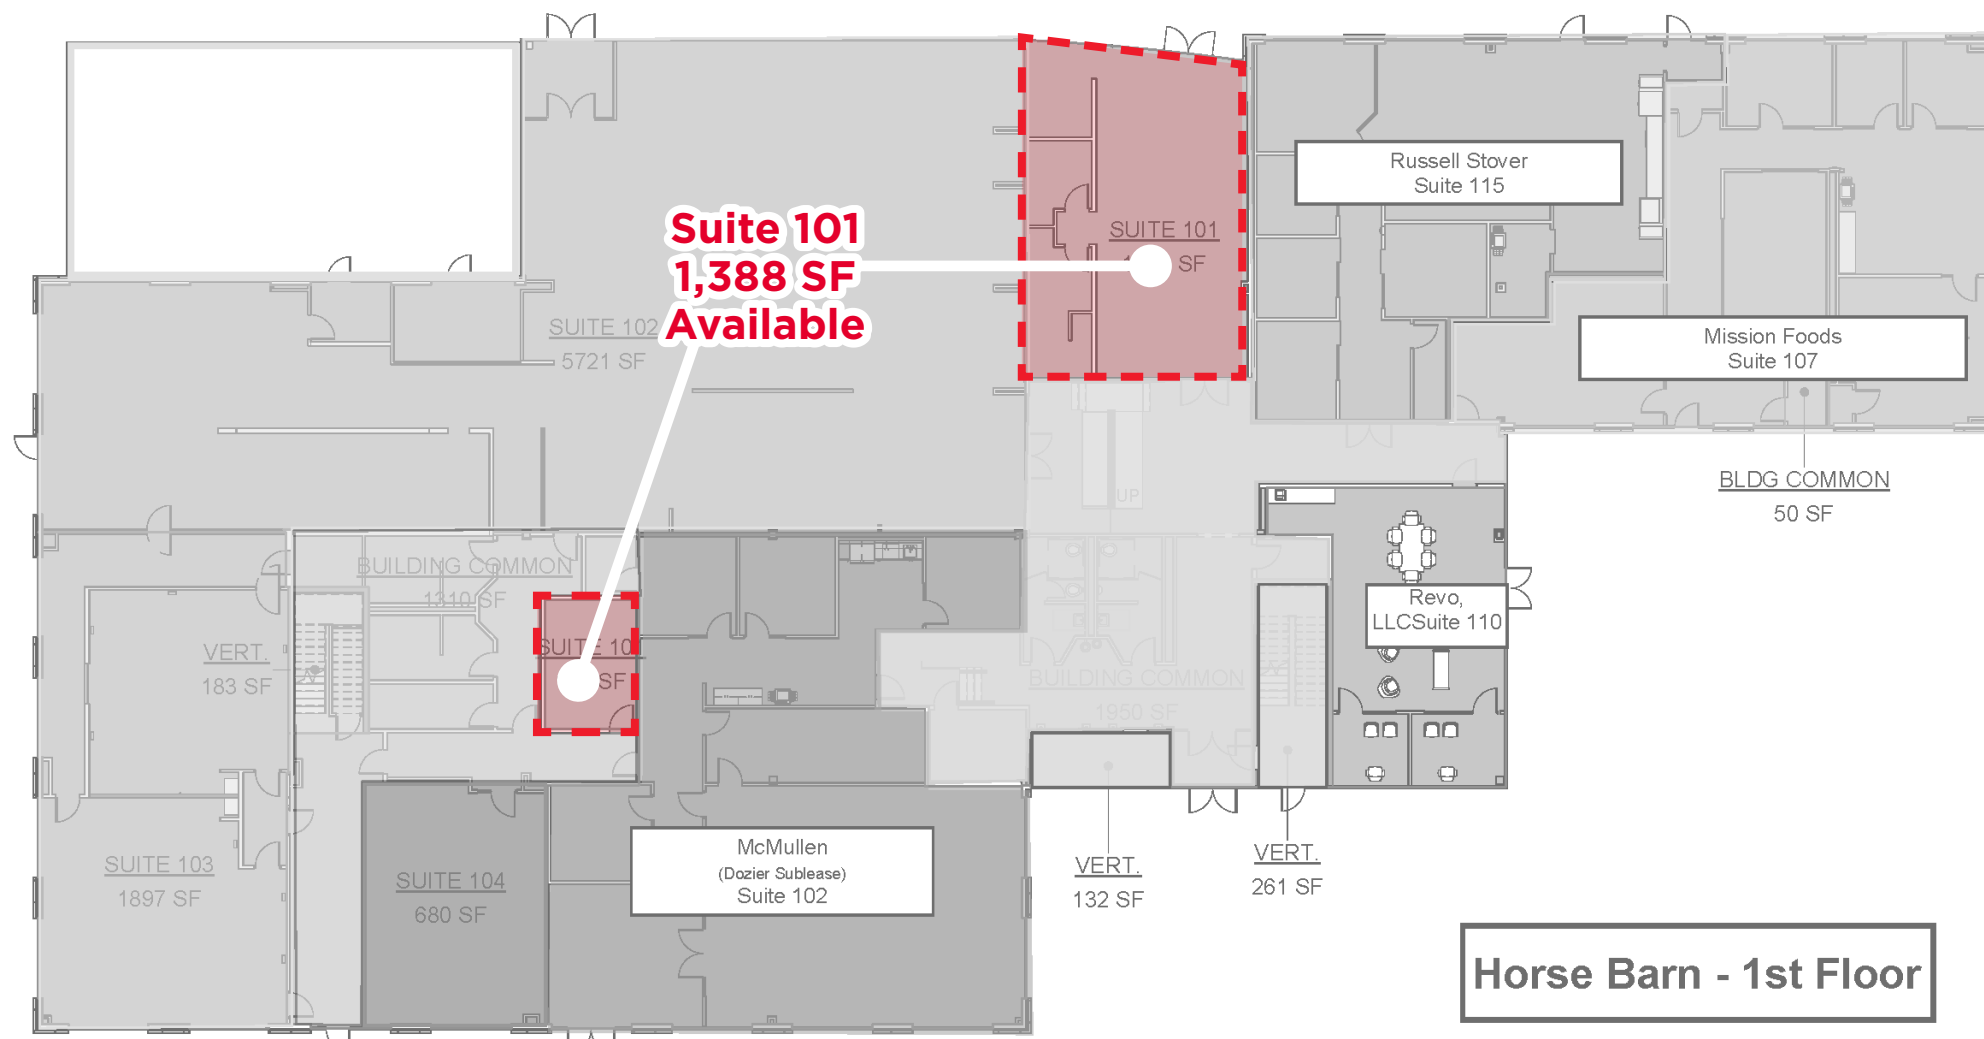 Russell Stover
Suite 115
Suite 101
1,388 SF
Available
SUITE 101
SF
SUITE 102
5721 SF
Mission Foods
Suite 107
BLDG COMMON
50 SF
UP
BUILDING COMMON
1310 SF
Revo,
LLCSuite 110
SUITE 10
SF
VERT.
183 SF
BUILDING COMMON
1950 SF
SUITE 103
1897 SF
SUITE 104
680 SF
McMullen
(Dozier Sublease)
Suite 102
VERT.
132 SF
VERT.
261 SF
Horse Barn - 1st Floor